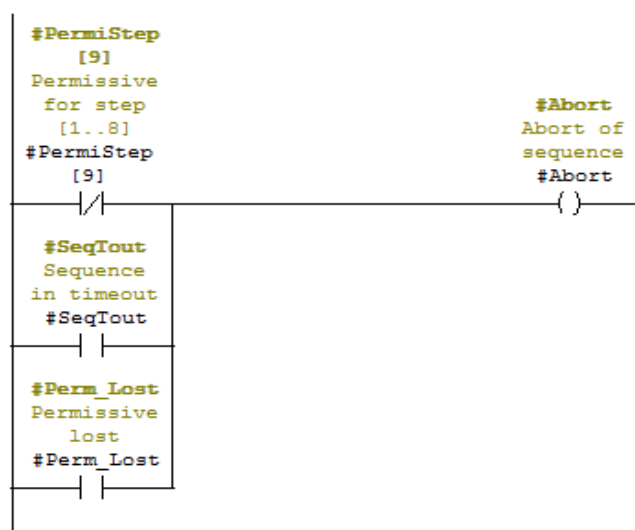 #PermiStep
[9]
Permissive
for step
[1..8]
#PermiStep
[9]
#Abort
Abort of
sequence
#Abort
#SeqTout
Sequence
in timeout
#SeqTout
#Perm_Lost
Permissive
lost
#Perm_Lost